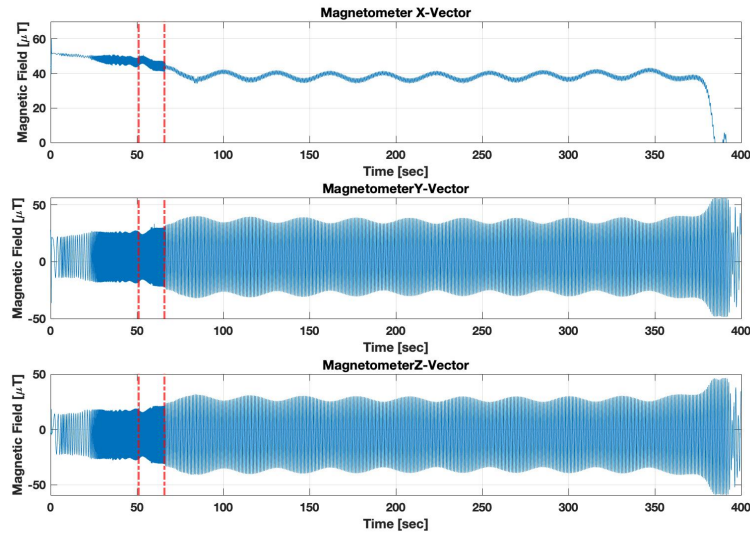 Magnetometer X-Vector
Magnetic Field [μT]
60
40
20
0
0 50 100 150 200 250 300 350 400
Time [sec]
MagnetometerY-Vector
Magnetic Field [μT]
50
0
-50
0 50 100 150 200 250 300 350 400
Time [sec]
MagnetometerZ-Vector
Magnetic Field [μT]
50
0
-50
0 50 100 150 200 250 300 350 400
Time [sec]